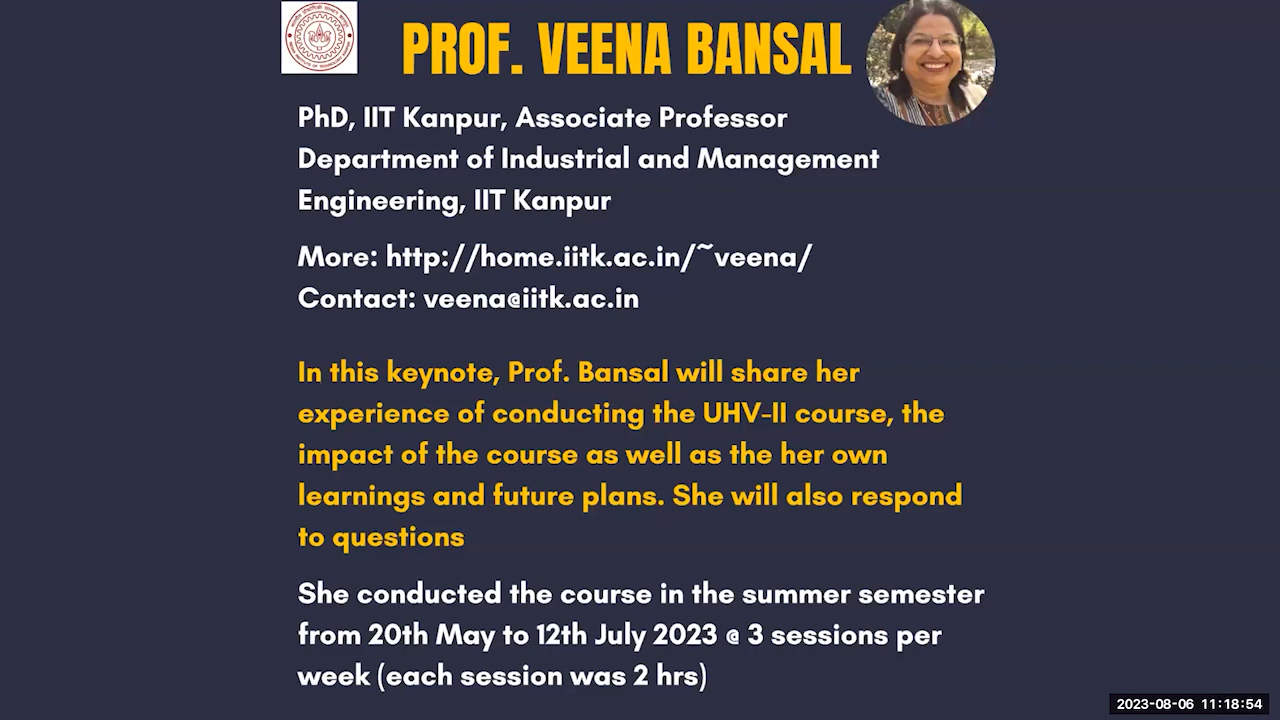 PROF. VEENA BANSAL
PhD, IIT Kanpur, Associate Professor
Department of Industrial and Management
Engineering, IIT Kanpur
More: http://home.iitk.ac.in/~veena/
Contact: veena@iitk.ac.in
In this keynote, Prof. Bansal will share her
experience of conducting the UHV-II course, the
impact of the course as well as the her own
learnings and future plans. She will also respond
to questions
She conducted the course in the summer semester
from 20th May to 12th July 2023 @ 3 sessions per
week (each session was 2 hrs)
2023-08-06 11:18:54